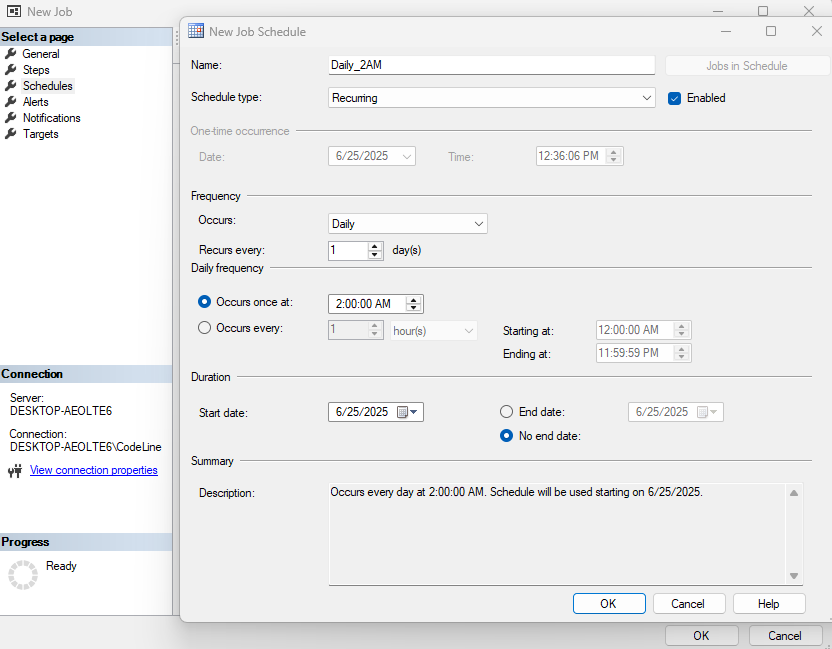 New Job
Select a page
General
Steps
Schedules
Alerts
Notifications
Targets
Connection
Server:
DESKTOP-AEOLTE6
Connection:
DESKTOP-AEOLTE6\CodeLine
View connection properties
Progress
Ready
New Job Schedule
Name: Daily_2AM Jobs in Schedule
Schedule type: Recurring Enabled
One-time occurrence
Date: 6/25/2025 Time: 12:36:06 PM
Frequency
Occurs: Daily
Recurs every: 1 day(s)
Daily frequency
Occurs once at: 2:00:00 AM
Occurs every: 1 hour(s) Starting at: 12:00:00 AM
Ending at: 11:59:59 PM
Duration
Start date: 6/25/2025 End date: 6/25/2025
No end date:
Summary
Description: Occurs every day at 2:00:00 AM. Schedule will be used starting on 6/25/2025.
OK Cancel Help
OK Cancel